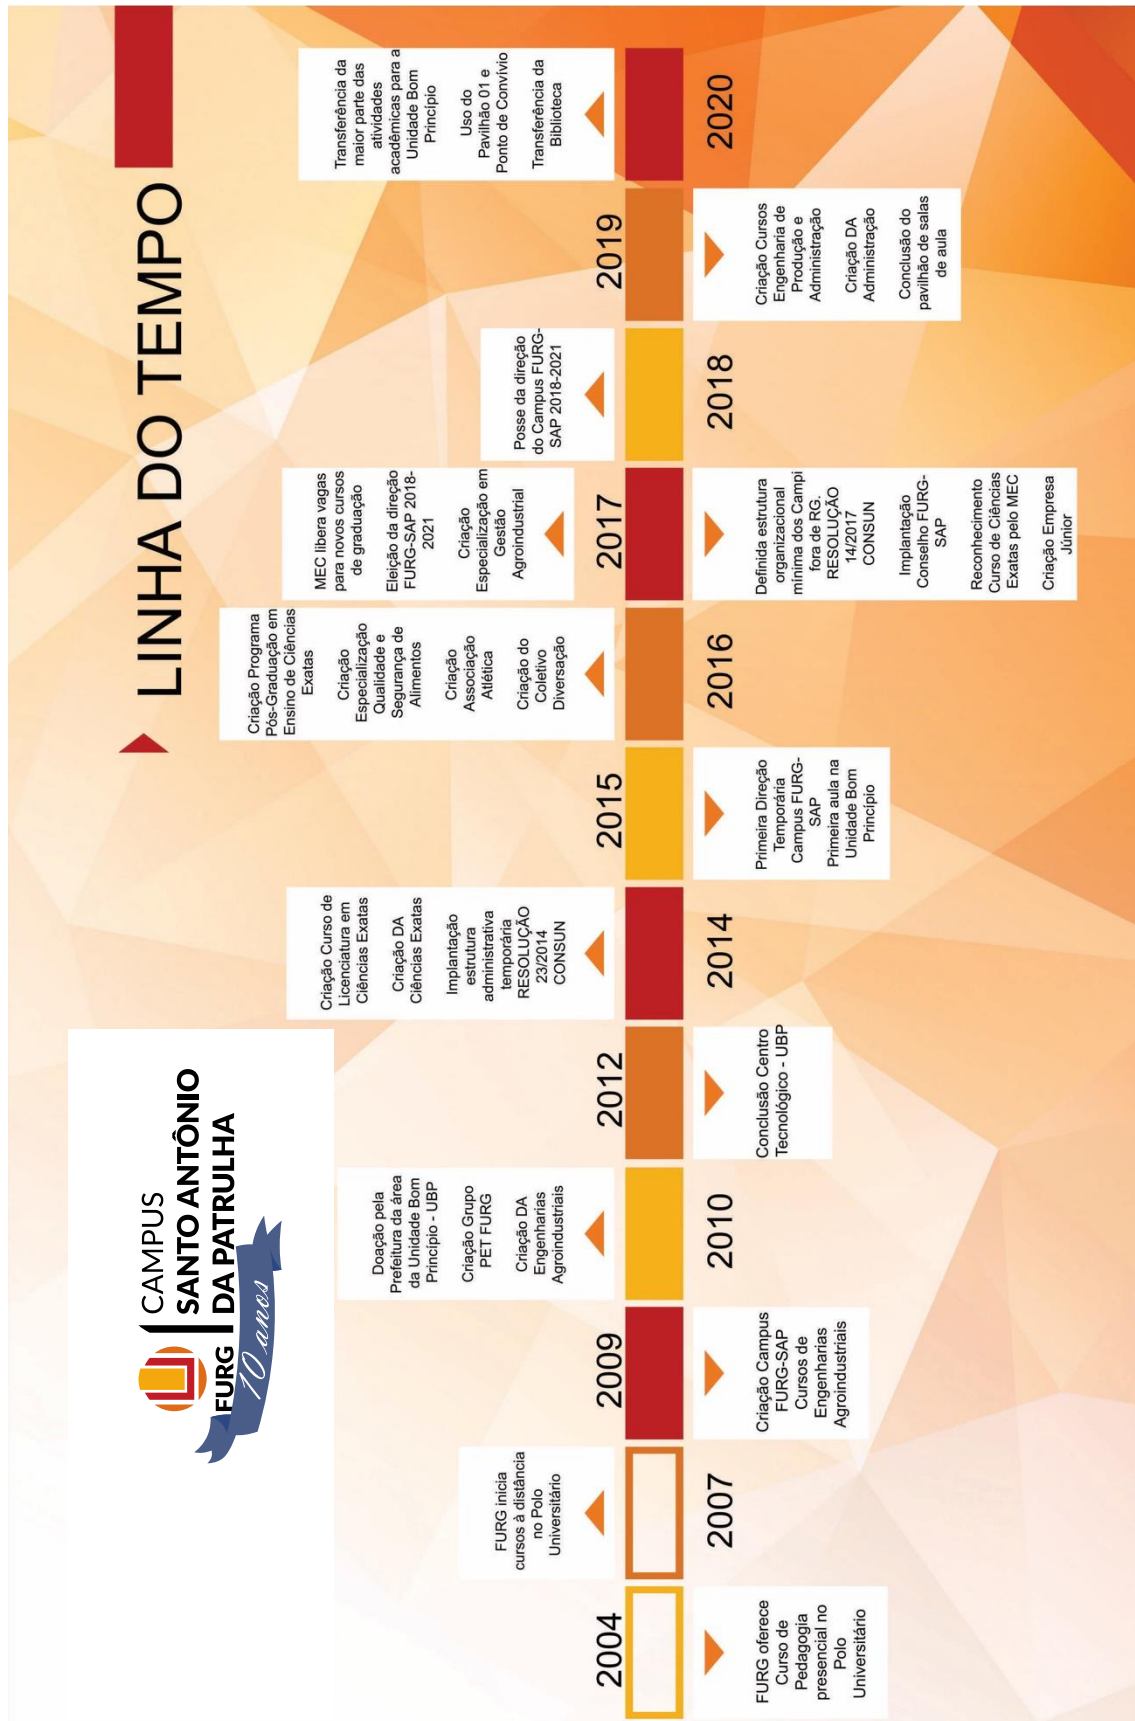 LINHA DO TEMPO
CAMPUS
SANTO ANTÔNIO
DA PATRULHA
FURG
10 anos
2004
FURG oferece
Curso de
Pedagogia
presencial no
Polo
Universitário
FURG inicia
cursos à distância
no Polo
Universitário
2007
2009
Criação Campus
FURG-SAP
Cursos de
Engenharias
Agroindustriais
Doação pela
Prefeitura da área
da Unidade Bom
Princípio - UBP
Criação Grupo
PET FURG
Criação DA
Engenharias
Agroindustriais
2010
2012
Conclusão Centro
Tecnológico - UBP
Criação Curso de
Licenciatura em
Ciências Exatas
Criação DA
Ciências Exatas
Implantação
estrutura
administrativa
temporária
RESOLUÇÃO
23/2014
CONSUN
2014
2015
Primeira Direção
Temporária
Campus FURG-
SAP
Primeira aula na
Unidade Bom
Princípio
Criação Programa
Pós-Graduação em
Ensino de Ciências
Exatas
Criação
Especialização
Qualidade e
Segurança de
Alimentos
Criação
Associação
Atlética
Criação do
Coletivo
Diversação
2016
MEC libera vagas
para novos cursos
de graduação
Eleição da direção
FURG-SAP 2018-
2021
Criação
Especialização em
Gestão
Agroindustrial
2017
Definida estrutura
organizacional
mínima dos Campi
fora de RG.
RESOLUÇÃO
14/2017
CONSUN
Implantação
Conselho FURG-
SAP
Reconhecimento
Curso de Ciências
Exatas pelo MEC
Criação Empresa
Júnior
Posse da direção
do Campus FURG-
SAP 2018-2021
2018
2019
Criação Cursos
Engenharia de
Produção e
Administração
Criação DA
Administração
Conclusão do
pavilhão de salas
de aula
Transferência da
maior parte das
atividades
acadêmicas para a
Unidade Bom
Princípio
Uso do
Pavilhão 01 e
Ponto de Convívio
Transferência da
Biblioteca
2020